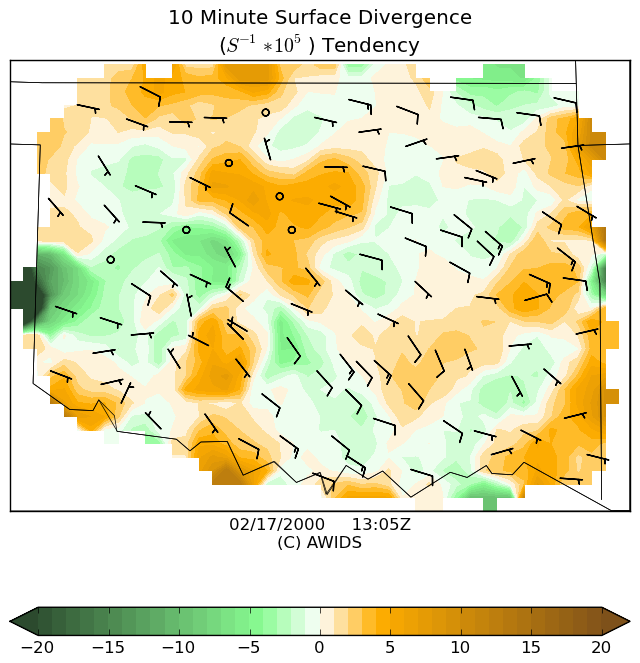 10 Minute Surface Divergence
(S⁻¹ ∗10⁵ ) Tendency
02/17/2000 13:05Z
(C) AWIDS
−20 −15 −10 −5 0 5 10 15 20